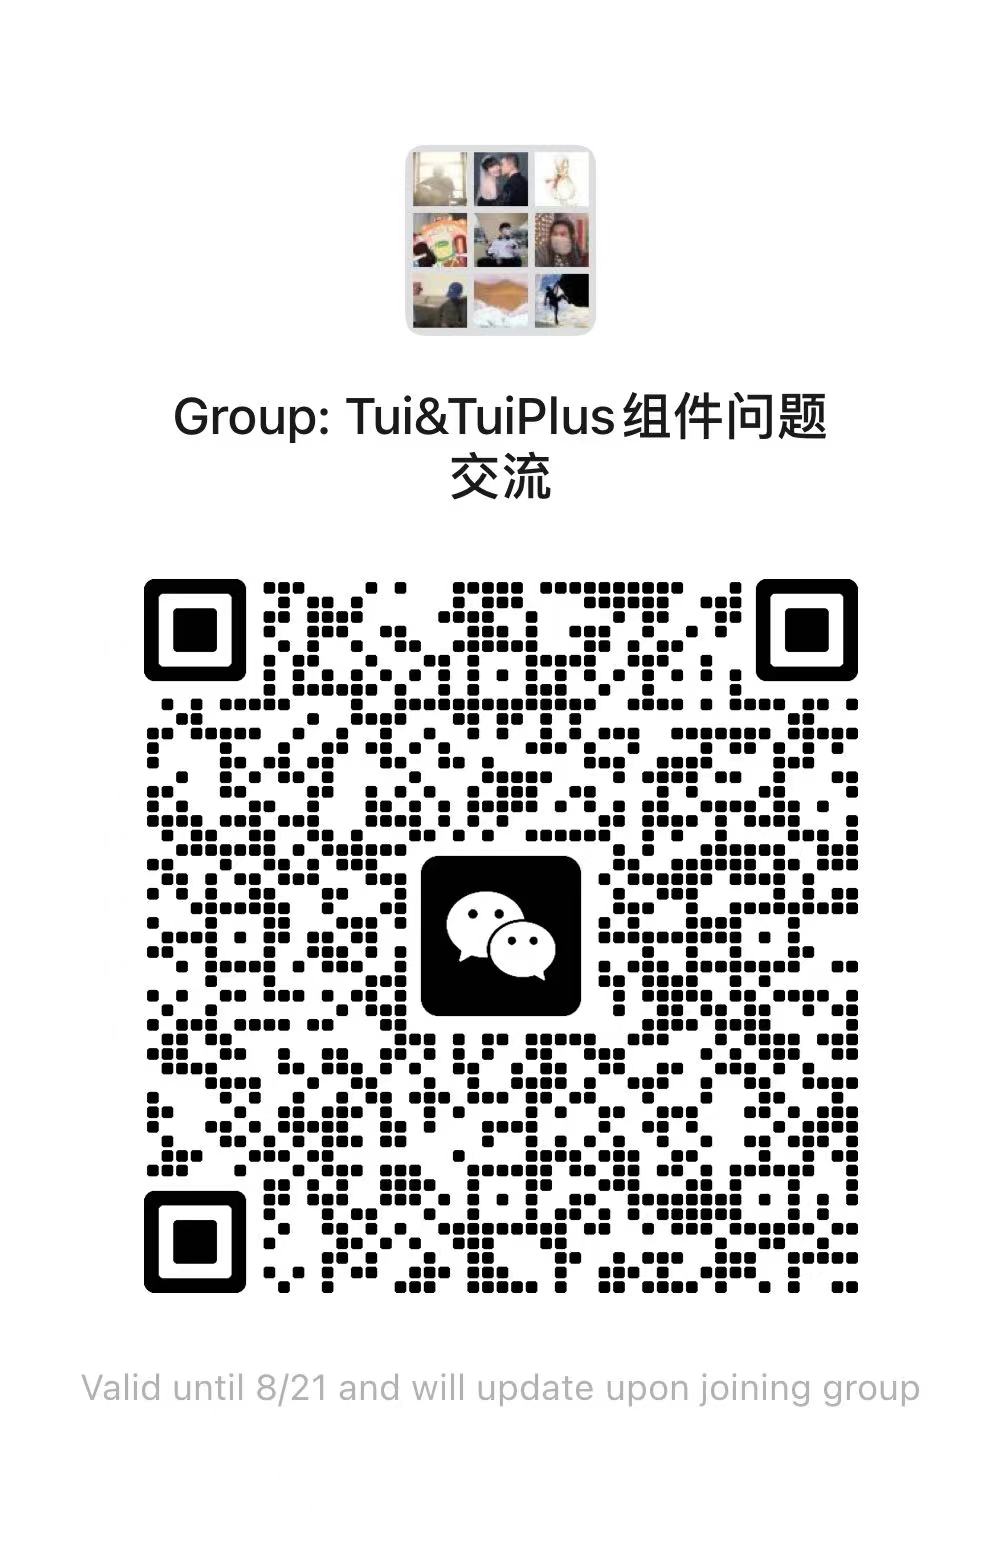 Group: Tui&TuiPlus组件问题
交流
Valid until 8/21 and will update upon joining group